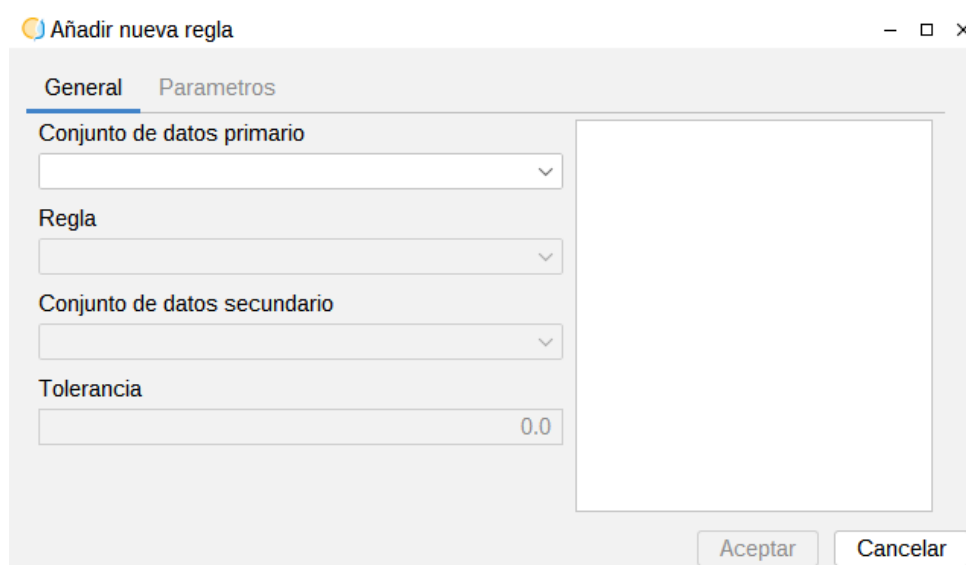 Añadir nueva regla
General Parametros
Conjunto de datos primario
Regla
Conjunto de datos secundario
Tolerancia
0.0
Aceptar Cancelar